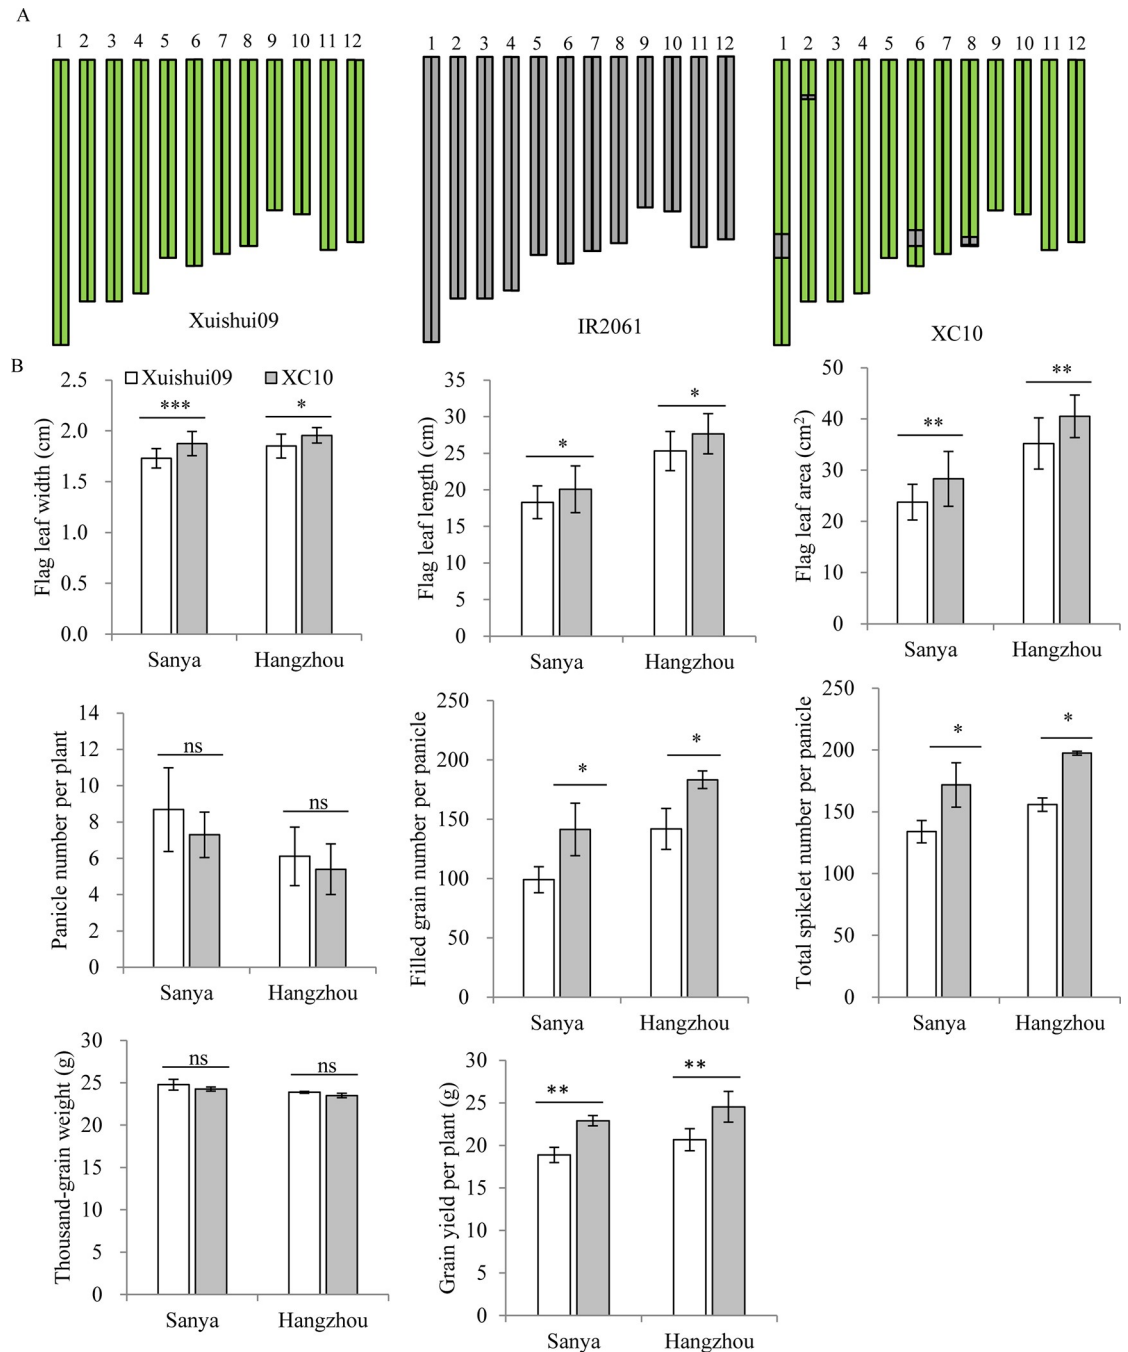 A
1 2 3 4 5 6 7 8 9 10 11 12
1 2 3 4 5 6 7 8 9 10 11 12
1 2 3 4 5 6 7 8 9 10 11 12
Xuishui09
IR2061
XC10
B
Xuishui09 XC10
Flag leaf width (cm)
2.5
2.0
1.5
1.0
0.5
0.0
*** *
Sanya Hangzhou
Flag leaf length (cm)
35
30
25
20
15
10
5
0
* *
Sanya Hangzhou
Flag leaf area (cm²)
50
40
30
20
10
0
** **
Sanya Hangzhou
Panicle number per plant
14
12
10
8
6
4
2
0
ns ns
Sanya Hangzhou
Filled grain number per panicle
250
200
150
100
50
0
* *
Sanya Hangzhou
Total spikelet number per panicle
250
200
150
100
50
0
* *
Sanya Hangzhou
Thousand-grain weight (g)
30
25
20
15
10
5
0
ns ns
Sanya Hangzhou
Grain yield per plant (g)
30
25
20
15
10
5
0
** **
Sanya Hangzhou